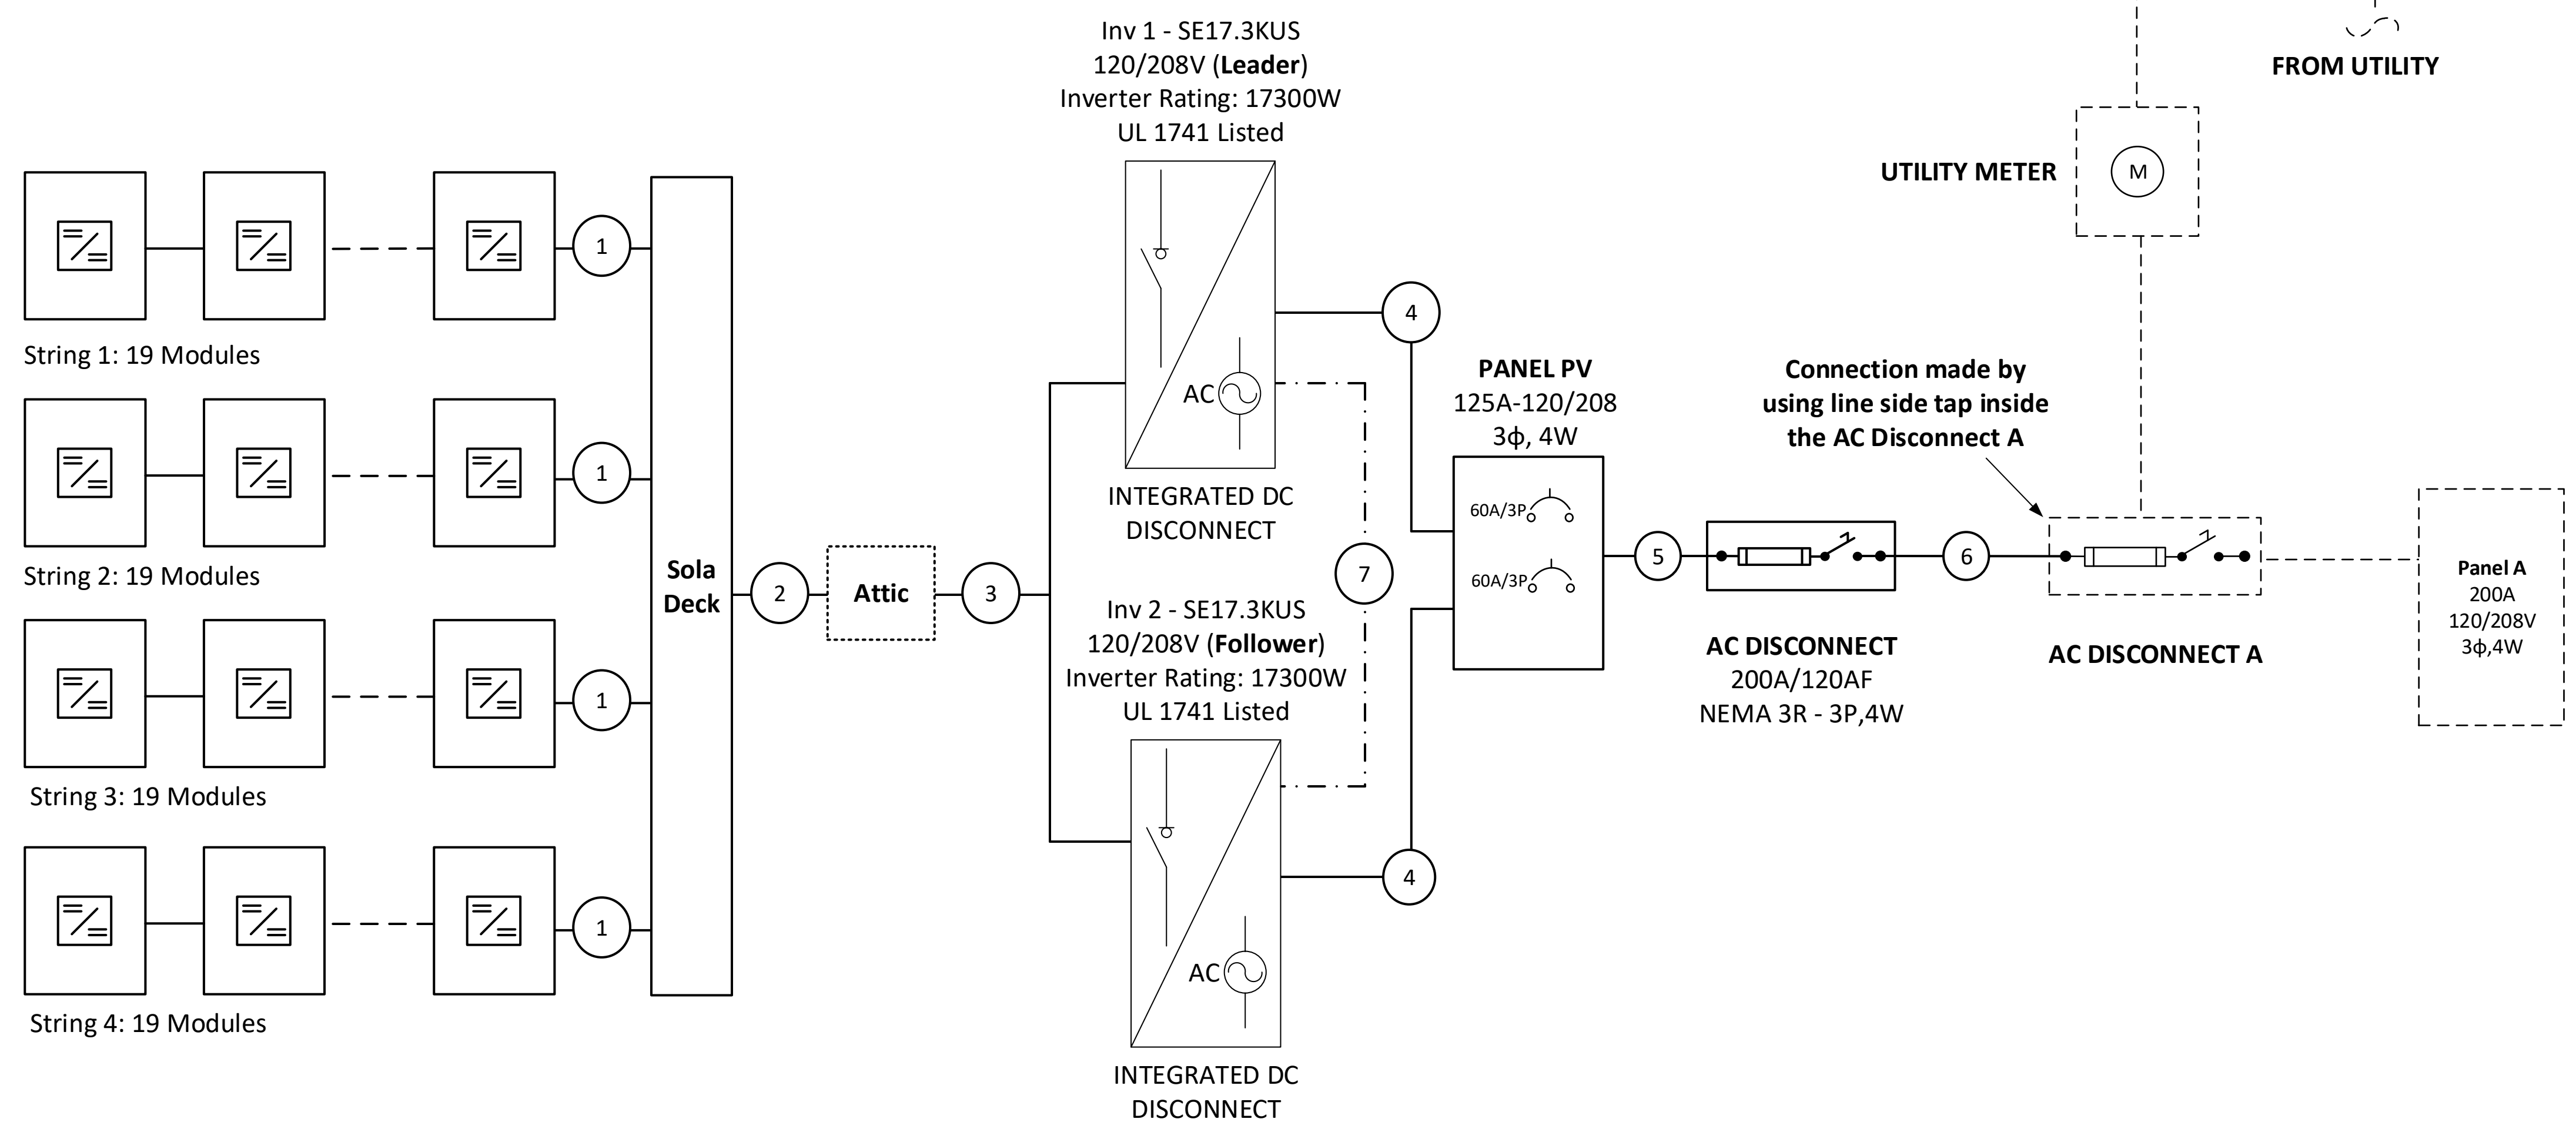 Inv 1 - SE17.3KUS
120/208V (Leader)
Inverter Rating: 17300W
UL 1741 Listed
FROM UTILITY
UTILITY METER
M
1
String 1: 19 Modules
1
String 2: 19 Modules
1
String 3: 19 Modules
1
String 4: 19 Modules
Sola
Deck
2
Attic
3
AC
INTEGRATED DC
DISCONNECT
4
7
Inv 2 - SE17.3KUS
120/208V (Follower)
Inverter Rating: 17300W
UL 1741 Listed
AC
INTEGRATED DC
DISCONNECT
4
PANEL PV
125A-120/208
3ϕ, 4W
60A/3P
60A/3P
5
AC DISCONNECT
200A/120AF
NEMA 3R - 3P,4W
6
Connection made by
using line side tap inside
the AC Disconnect A
AC DISCONNECT A
Panel A
200A
120/208V
3ϕ,4W